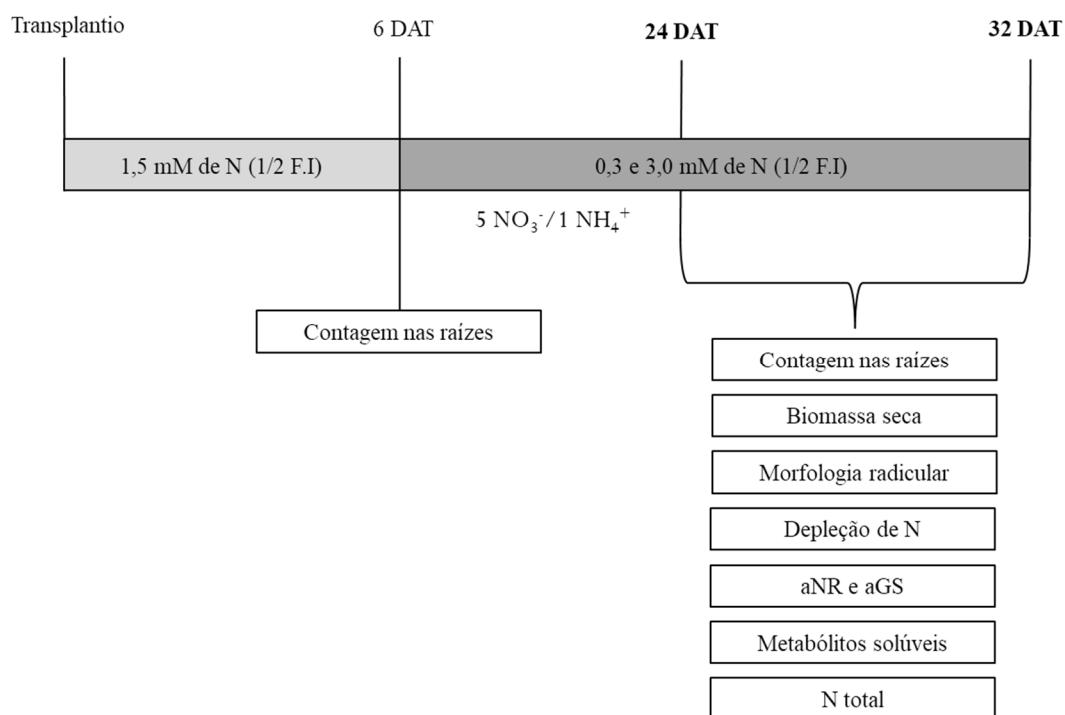 Transplantio
6 DAT
24 DAT
32 DAT
1,5 mM de N (1/2 F.I)
0,3 e 3,0 mM de N (1/2 F.I)
5 NO₃⁻/1 NH₄⁺
Contagem nas raízes
Contagem nas raízes
Biomassa seca
Morfologia radicular
Depleção de N
aNR e aGS
Metabólitos solúveis
N total